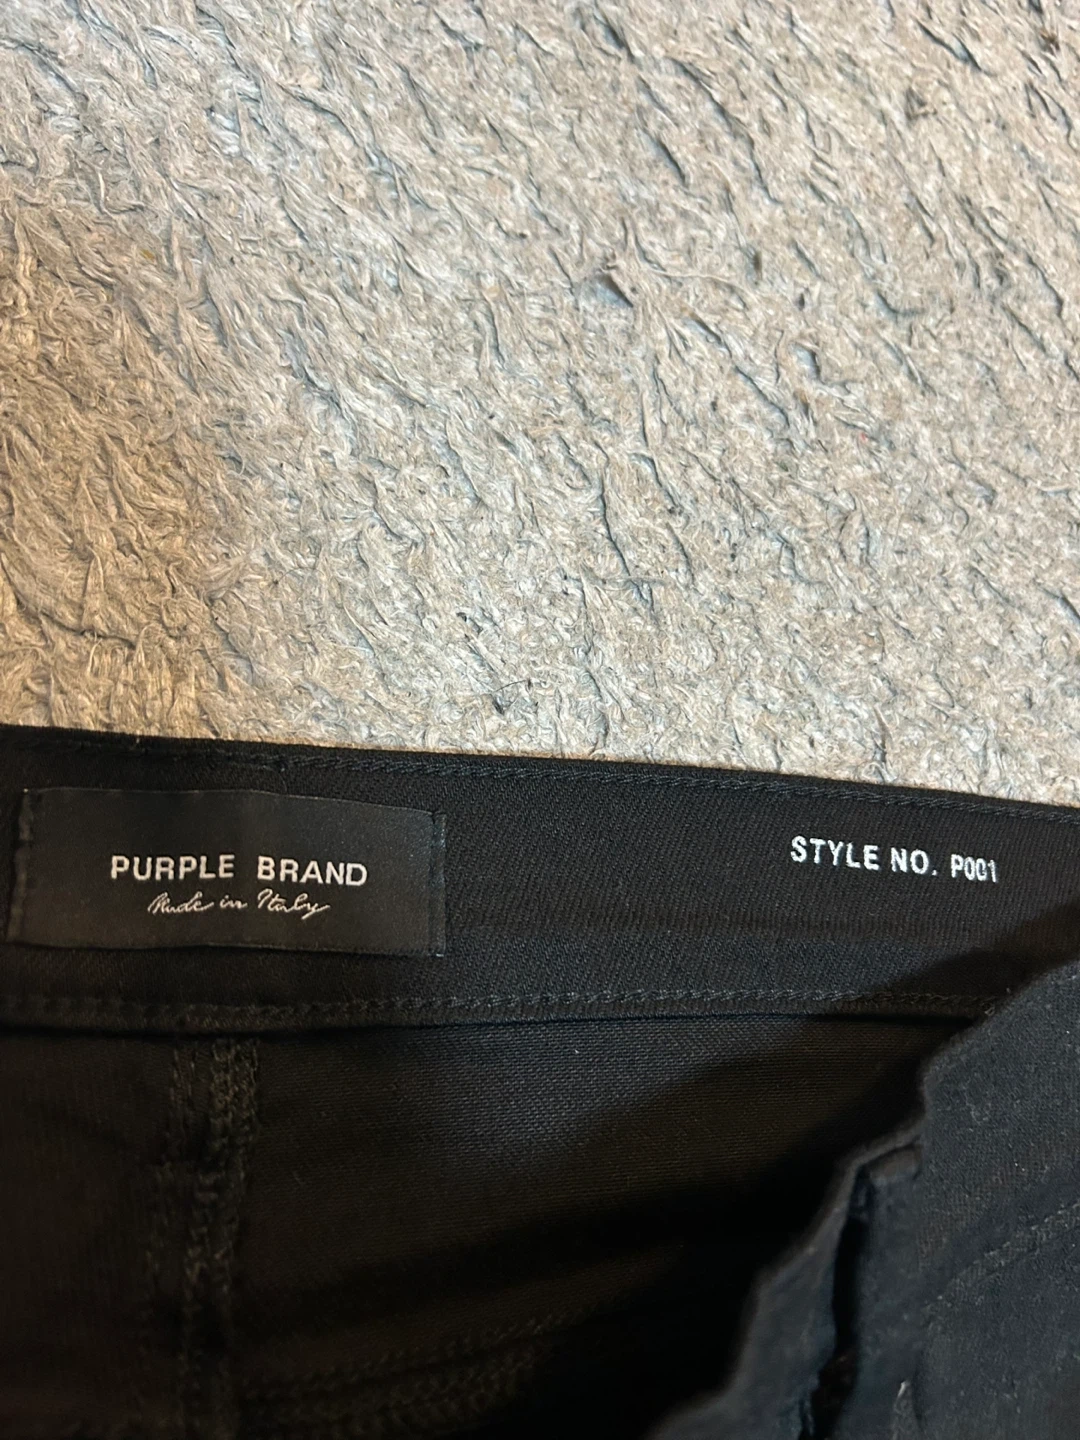 PURPLE BRAND
Made in Italy
STYLE NO. P001